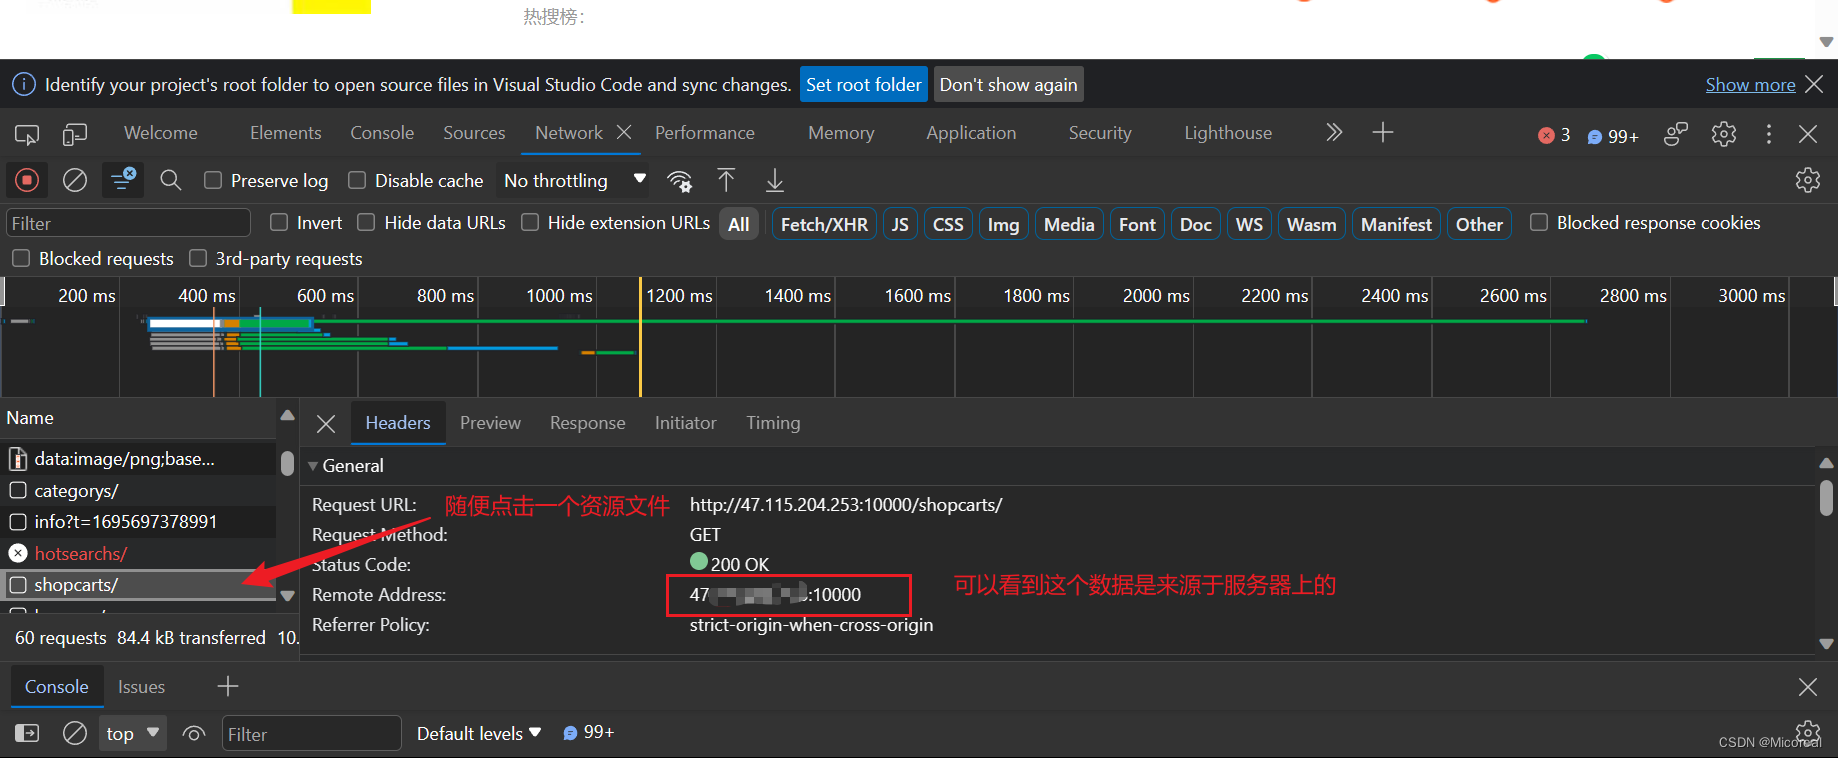 热搜榜：
Identify your project's root folder to open source files in Visual Studio Code and sync changes. Set root folder Don't show again Show more
Welcome Elements Console Sources Network Performance Memory Application Security Lighthouse 3 99+
Preserve log Disable cache No throttling
Filter Invert Hide data URLs Hide extension URLs All Fetch/XHR JS CSS Img Media Font Doc WS Wasm Manifest Other Blocked response cookies
Blocked requests 3rd-party requests
200 ms 400 ms 600 ms 800 ms 1000 ms 1200 ms 1400 ms 1600 ms 1800 ms 2000 ms 2200 ms 2400 ms 2600 ms 2800 ms 3000 ms
Name
data:image/png;base...
categorys/
info?t=1695697378991
hotsearchs/
shopcarts/
60 requests 84.4 kB transferred 10.
Headers Preview Response Initiator Timing
General
Request URL: 随便点击一个资源文件 http://47.115.204.253:10000/shopcarts/
Request Method: GET
Status Code: 200 OK
Remote Address: 47 :10000 可以看到这个数据是来源于服务器上的
Referrer Policy: strict-origin-when-cross-origin
Console Issues
top Filter Default levels 99+
CSDN @Micoreal